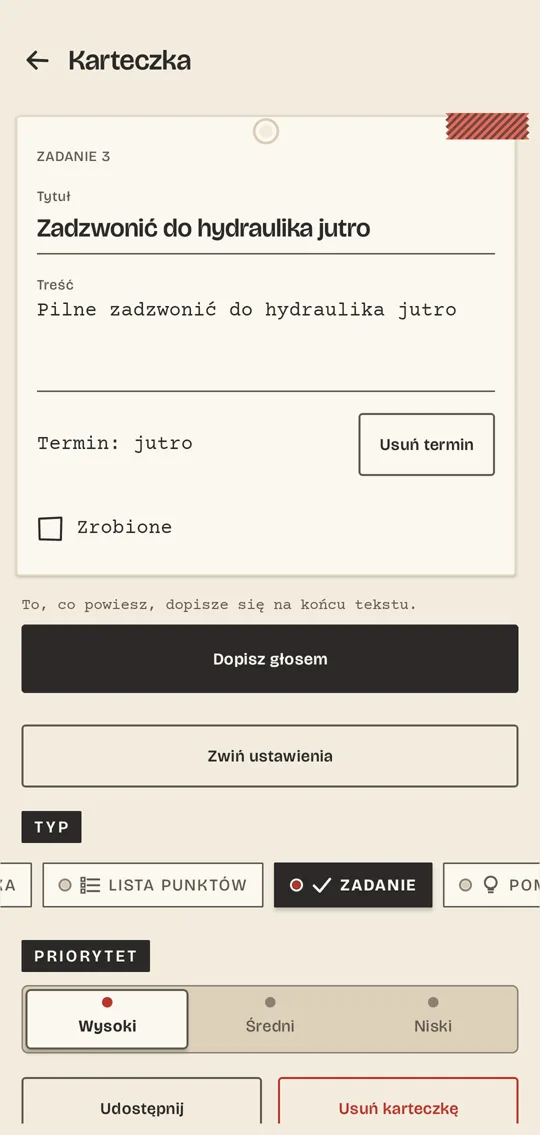 Karteczka
ZADANIE 3
Tytuł
Zadzwonić do hydraulika jutro
Treść
Pilne zadzwonić do hydraulika jutro
Termin: jutro
Usuń termin
Zrobione
To, co powiesz, dopisze się na końcu tekstu.
Dopisz głosem
Zwiń ustawienia
TYP
KA
LISTA PUNKTÓW
ZADANIE
POM
PRIORYTET
Wysoki
Średni
Niski
Udostępnij
Usuń karteczkę